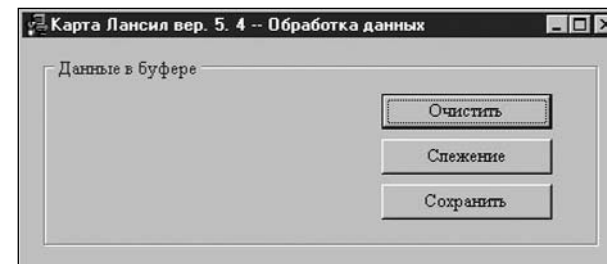 Карта Лансил вер. 5. 4 -- Обработка данных
Данные в буфере
Очистить
Слежение
Сохранить